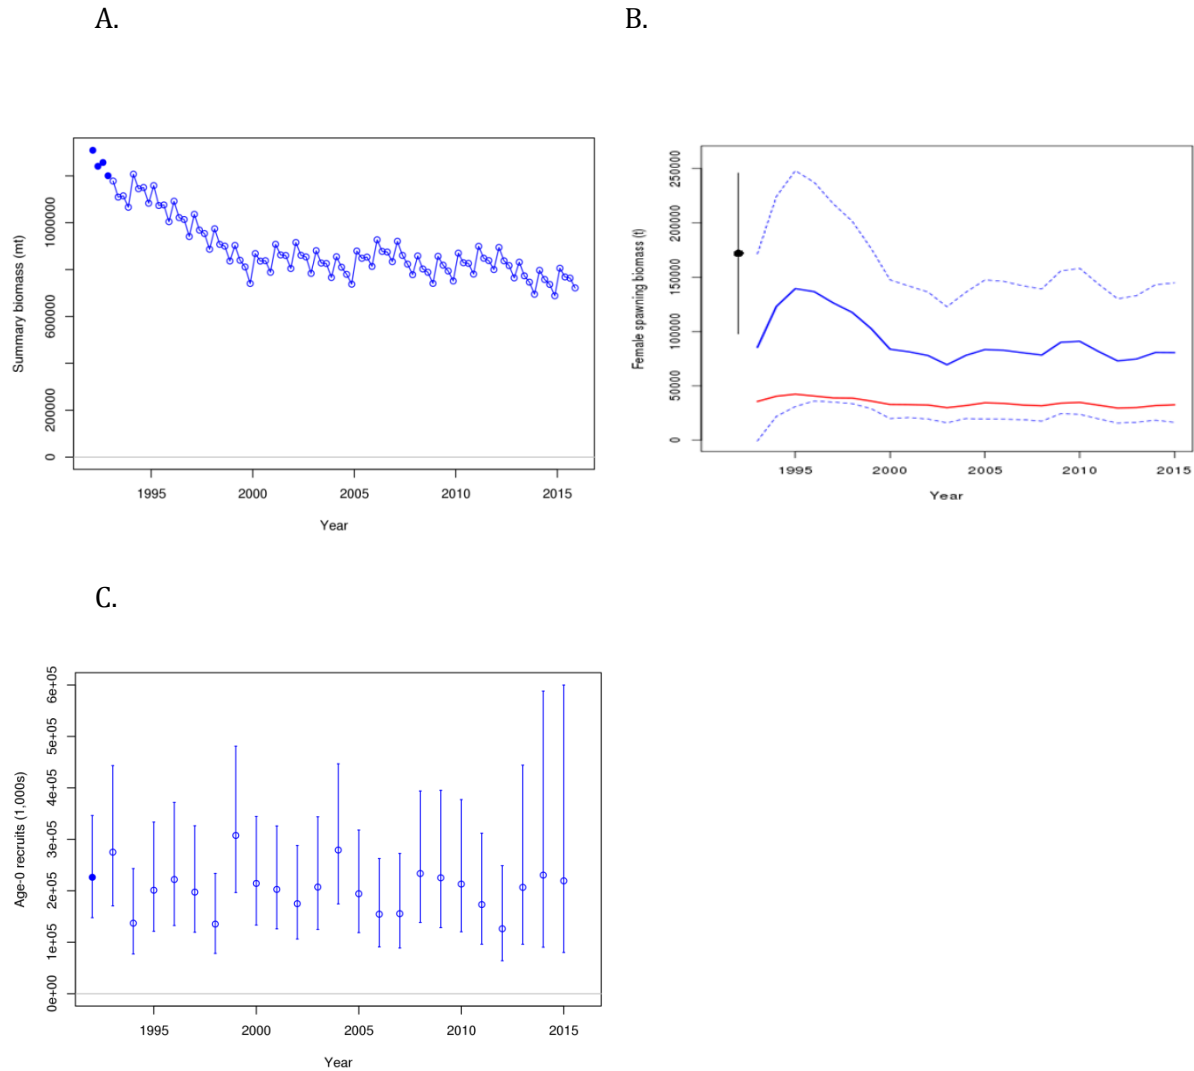 A.
B.
Summary biomass (mt)
0
200000
600000
1000000
1995
2000
2005
2010
2015
Year
Female spawning biomass (t)
0
50000
100000
150000
200000
250000
1995
2000
2005
2010
2015
Year
C.
Age-0 recruits (1,000s)
0e+00
1e+05
2e+05
3e+05
4e+05
5e+05
6e+05
1995
2000
2005
2010
2015
Year